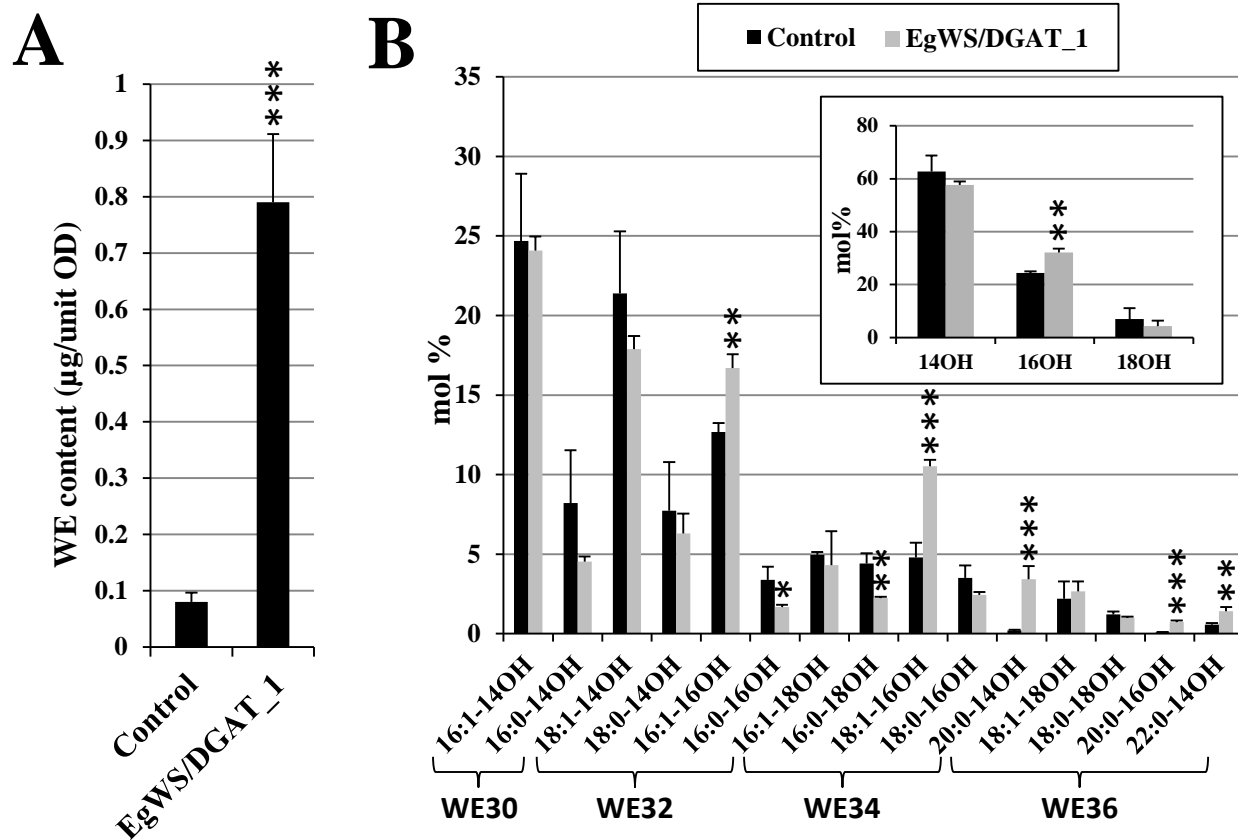 A
WE content (µg/unit OD)
1
0.9
0.8
0.7
0.6
0.5
0.4
0.3
0.2
0.1
0
***
Control
EgWS/DGAT_1
B
Control EgWS/DGAT_1
mol %
35
30
25
20
15
10
5
0
**
*
**
***
***
***
**
16:1-14OH
16:0-14OH
18:1-14OH
18:0-14OH
16:1-16OH
16:0-16OH
16:1-18OH
16:0-18OH
18:1-16OH
18:0-16OH
20:0-14OH
18:1-18OH
18:0-18OH
20:0-16OH
22:0-14OH
WE30 WE32 WE34 WE36
mol%
80
60
40
20
0
**
14OH 16OH 18OH